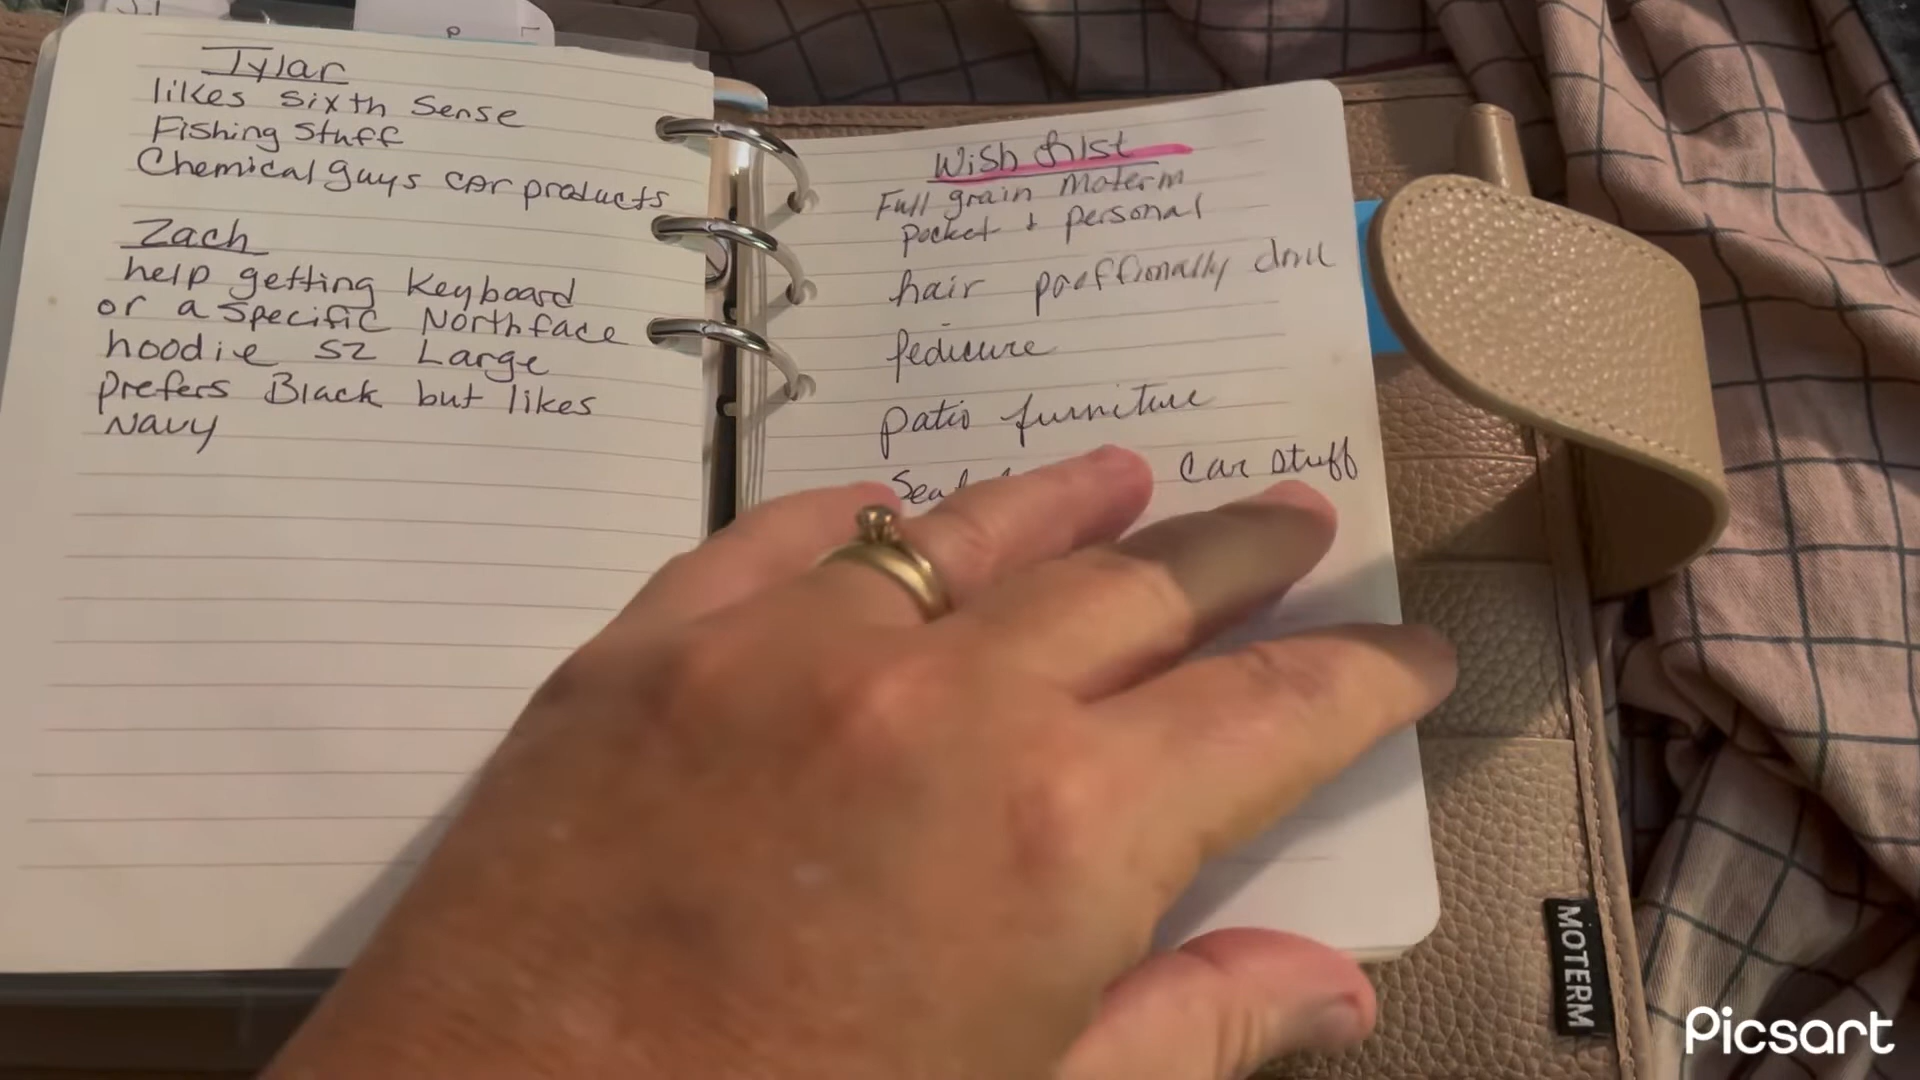 Tylar
likes Sixth Sense
Fishing Stuff
Chemical guys car products
Zach
help getting Keyboard
or a Specific Northface
hoodie SZ Large
prefers Black but likes
Navy
Wish List
Full grain Moterm
pocket + personal
hair
pedicure
patio furniture
Car stuff
MOTERM
Picsart